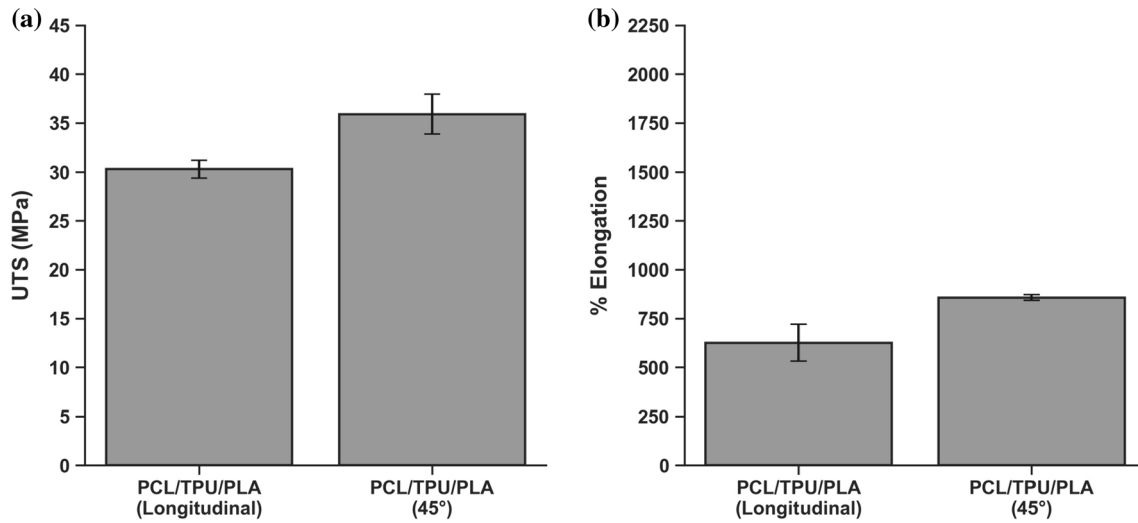 (a)
45
40
35
30
25
20
15
10
5
0
UTS (MPa)
PCL/TPU/PLA
(Longitudinal)
PCL/TPU/PLA
(45°)
(b)
2250
2000
1750
1500
1250
1000
750
500
250
0
% Elongation
PCL/TPU/PLA
(Longitudinal)
PCL/TPU/PLA
(45°)